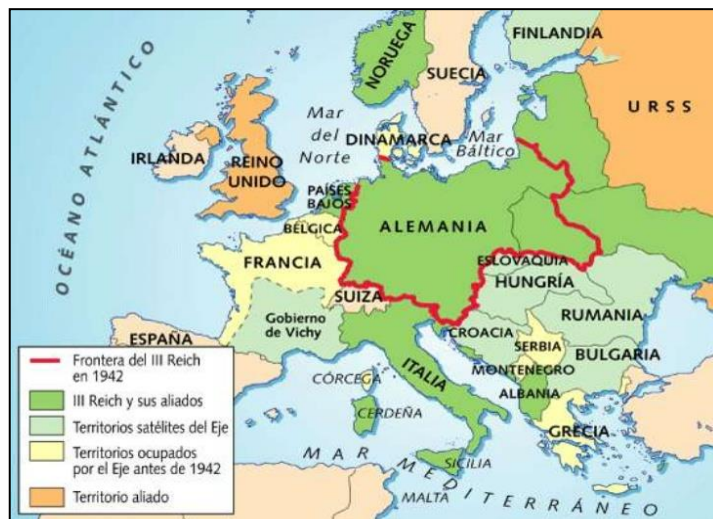 FINLANDIA
NORUEGA
SUECIA
URSS
OCÉANO ATLÁNTICO
Mar
del
Norte
DINAMARCA
Mar
Báltico
IRLANDA
REINO
UNIDO
PAÍSES
BAJOS
BÉLGICA
ALEMANIA
FRANCIA
ESLOVAQUIA
HUNGRÍA
SUIZA
Gobierno
de Vichy
RUMANIA
CROACIA
ESPAÑA
SERBIA
BULGARIA
MONTENEGRO
ITALIA
ALBANIA
CÓRCEGA
CERDEÑA
GRECIA
SICILIA
MALTA
MAR MEDITERRÁNEO
Frontera del III Reich
en 1942
III Reich y sus aliados
Territorios satélites del Eje
Territorios ocupados
por el Eje antes de 1942
Territorio aliado